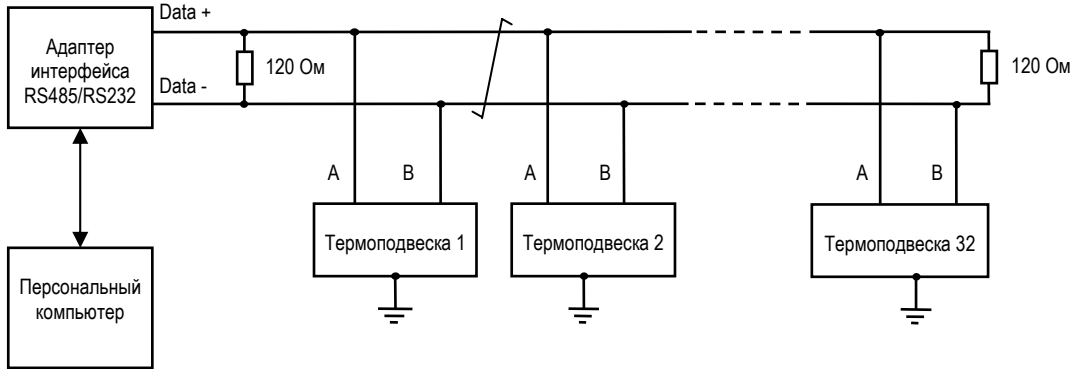 Data +
Адаптер
интерфейса
RS485/RS232
120 Ом
120 Ом
Data -
A
B
A
B
A
B
Термоподвеска 1
Термоподвеска 2
Термоподвеска 32
Персональный
компьютер